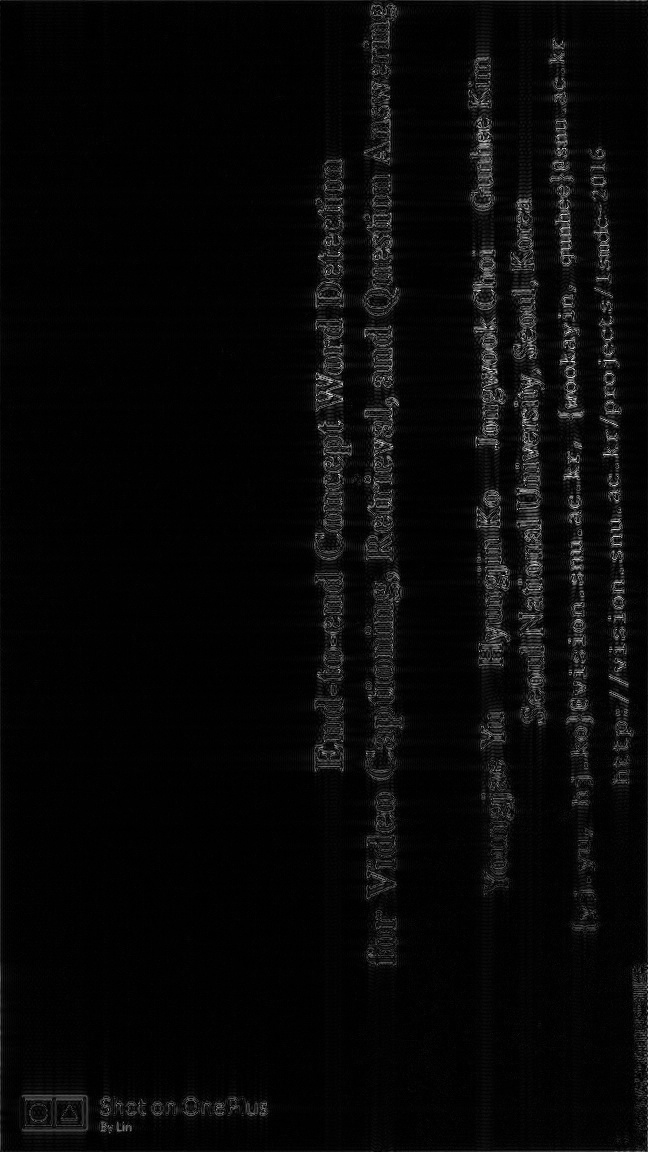 End-to-end Concept Word Detection
for Video Captioning, Retrieval, and Question Answering
Youngjae Yu Hyungjin Ko Jongwook Choi Gunhee Kim
Seoul National University, Seoul, Korea
{yj.yu, hj.ko}@vision.snu.ac.kr, {wookayin, gunhee}@snu.ac.kr
http://vision.snu.ac.kr/projects/lsmdc-2016
Shot on OnePlus
By Lin